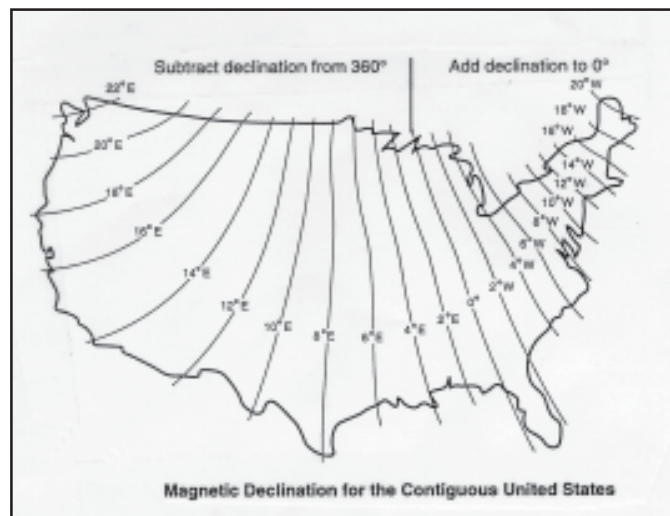 Subtract declination from 360°
Add declination to 0°
22°E
20°W
18°W
20°E
16°W
14°W
18°E
12°W
10°W
16°E
8°W
6°W
14°E
4°W
2°W
12°E
0°
10°E
2°E
8°E
6°E
4°E
Magnetic Declination for the Contiguous United States